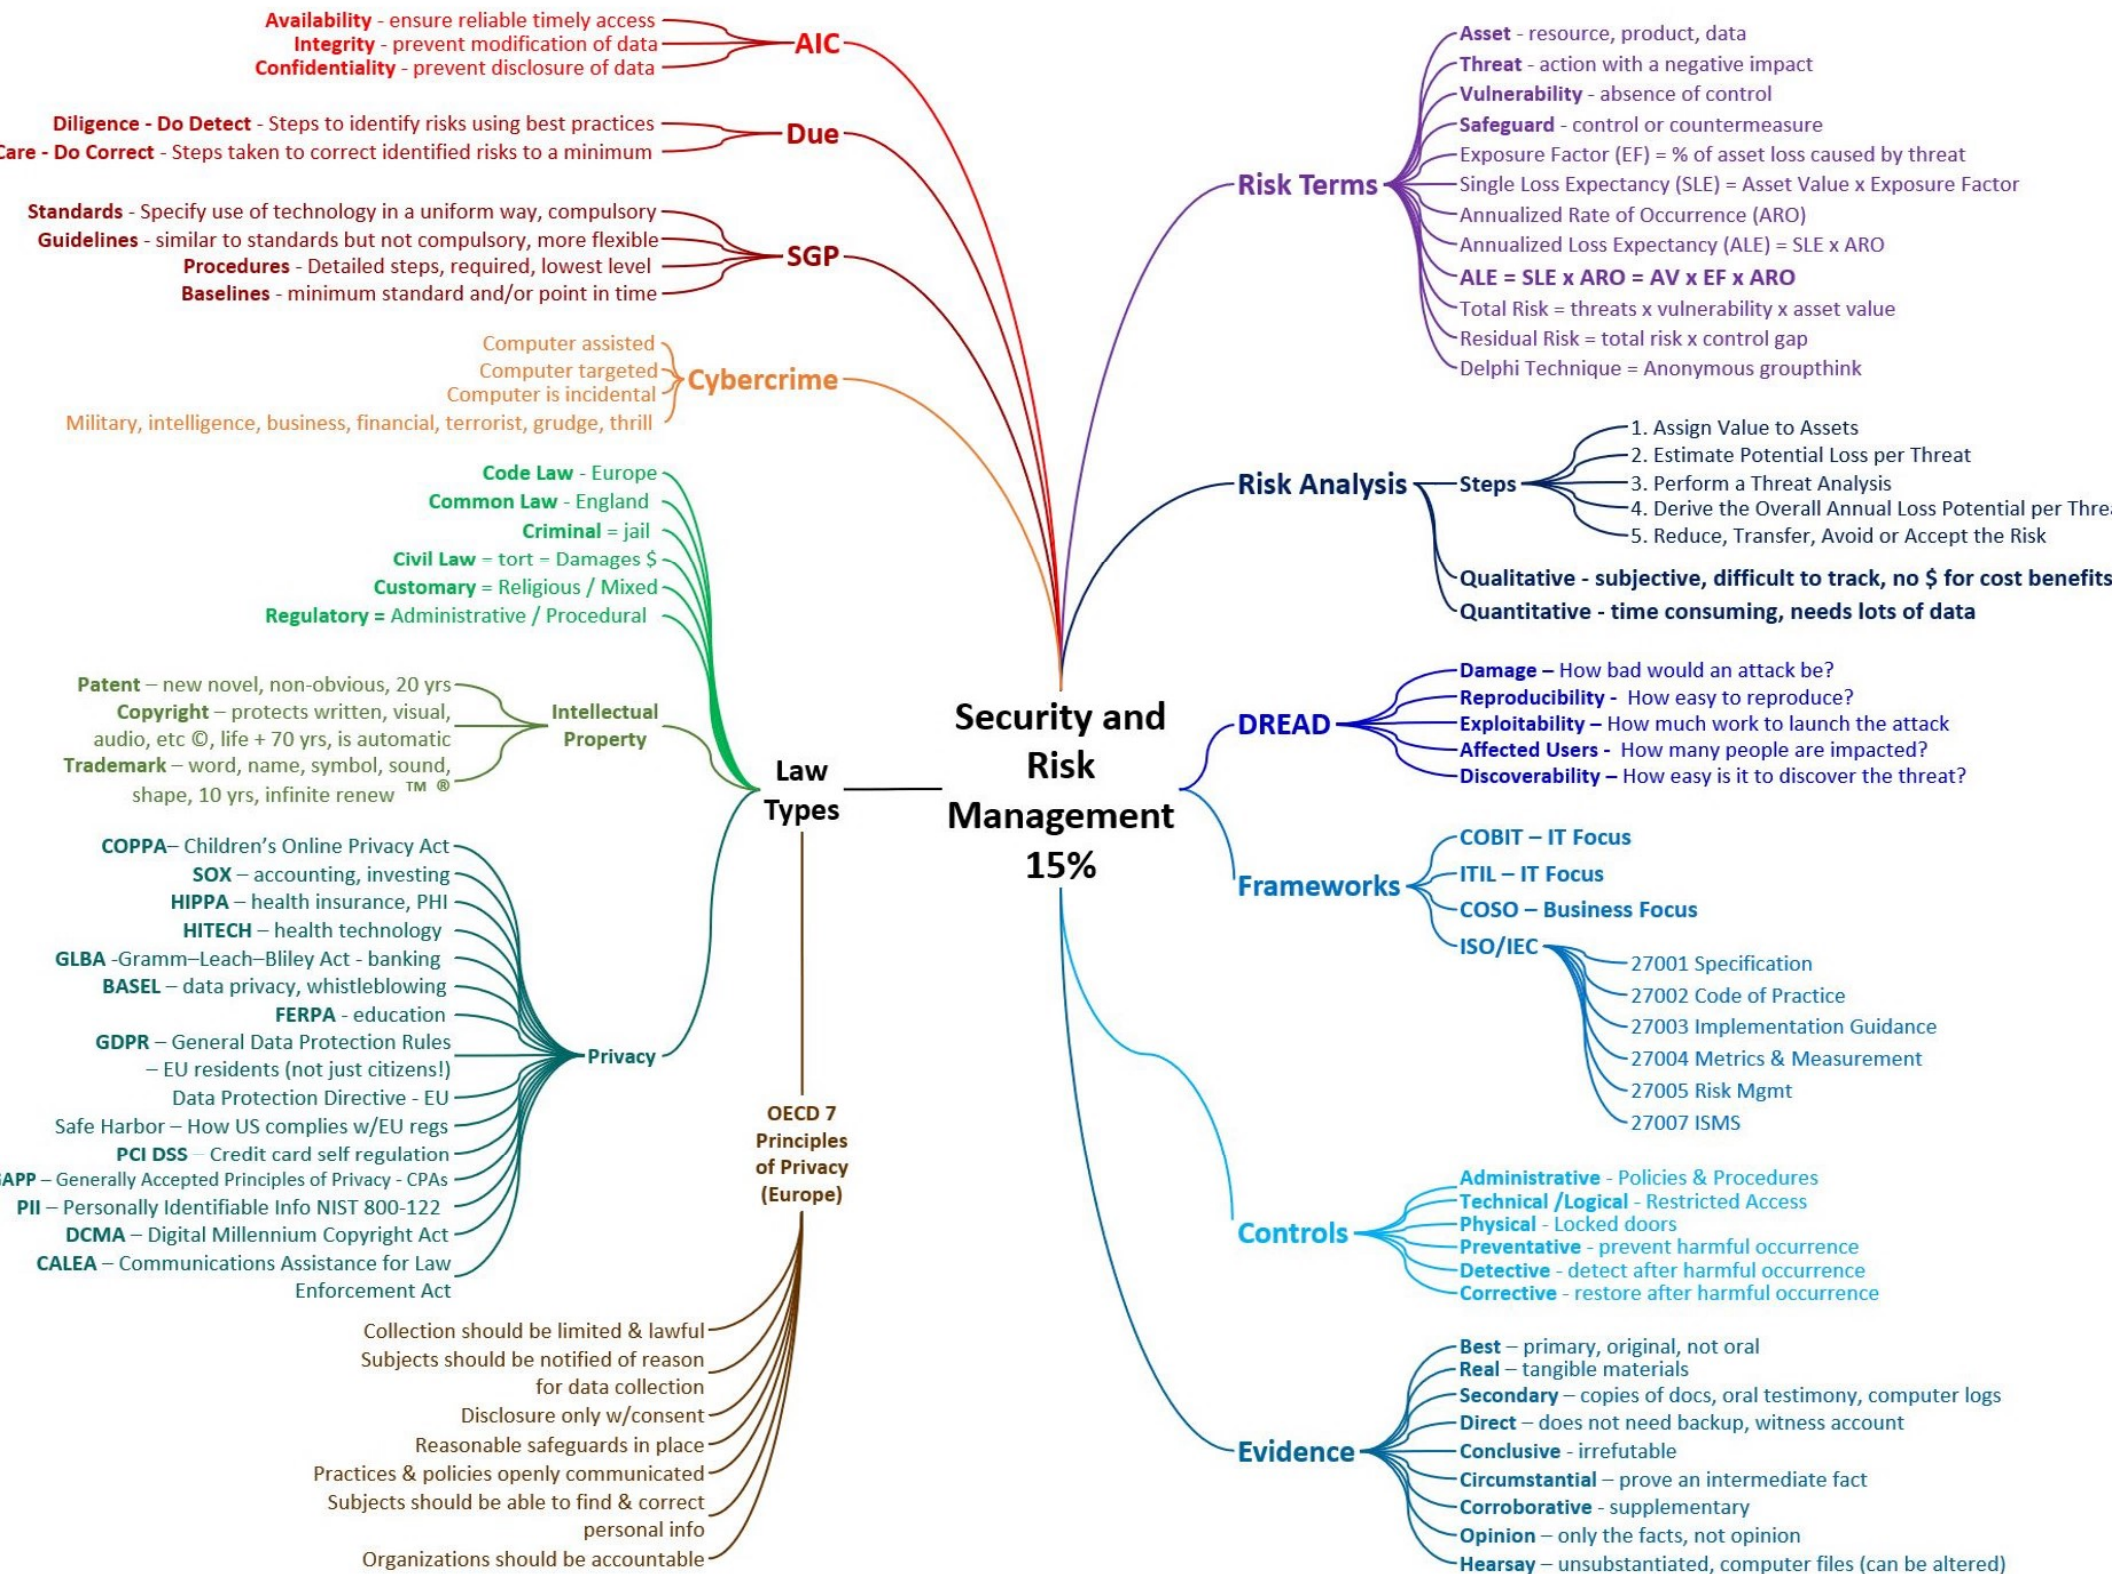 Security and
Risk
Management
15%
AIC
Availability - ensure reliable timely access
Integrity - prevent modification of data
Confidentiality - prevent disclosure of data
Due
Diligence - Do Detect - Steps to identify risks using best practices
Care - Do Correct - Steps taken to correct identified risks to a minimum
SGP
Standards - Specify use of technology in a uniform way, compulsory
Guidelines - similar to standards but not compulsory, more flexible
Procedures - Detailed steps, required, lowest level
Baselines - minimum standard and/or point in time
Cybercrime
Computer assisted
Computer targeted
Computer is incidental
Military, intelligence, business, financial, terrorist, grudge, thrill
Law
Types
Code Law - Europe
Common Law - England
Criminal = jail
Civil Law = tort = Damages $
Customary = Religious / Mixed
Regulatory = Administrative / Procedural
Intellectual
Property
Patent – new novel, non-obvious, 20 yrs
Copyright – protects written, visual,
audio, etc ©, life + 70 yrs, is automatic
Trademark – word, name, symbol, sound,
shape, 10 yrs, infinite renew ™ ®
Privacy
COPPA– Children's Online Privacy Act
SOX – accounting, investing
HIPPA – health insurance, PHI
HITECH – health technology
GLBA -Gramm–Leach–Bliley Act - banking
BASEL – data privacy, whistleblowing
FERPA - education
GDPR – General Data Protection Rules
– EU residents (not just citizens!)
Data Protection Directive - EU
Safe Harbor – How US complies w/EU regs
PCI DSS – Credit card self regulation
GAPP – Generally Accepted Principles of Privacy - CPAs
PII – Personally Identifiable Info NIST 800-122
DCMA – Digital Millennium Copyright Act
CALEA – Communications Assistance for Law
Enforcement Act
OECD 7
Principles
of Privacy
(Europe)
Collection should be limited & lawful
Subjects should be notified of reason
for data collection
Disclosure only w/consent
Reasonable safeguards in place
Practices & policies openly communicated
Subjects should be able to find & correct
personal info
Organizations should be accountable
Risk Terms
Asset - resource, product, data
Threat - action with a negative impact
Vulnerability - absence of control
Safeguard - control or countermeasure
Exposure Factor (EF) = % of asset loss caused by threat
Single Loss Expectancy (SLE) = Asset Value x Exposure Factor
Annualized Rate of Occurrence (ARO)
Annualized Loss Expectancy (ALE) = SLE x ARO
ALE = SLE x ARO = AV x EF x ARO
Total Risk = threats x vulnerability x asset value
Residual Risk = total risk x control gap
Delphi Technique = Anonymous groupthink
Risk Analysis
Steps
1. Assign Value to Assets
2. Estimate Potential Loss per Threat
3. Perform a Threat Analysis
4. Derive the Overall Annual Loss Potential per
5. Reduce, Transfer, Avoid or Accept the Risk
Qualitative - subjective, difficult to track, no $ for cost benefits
Quantitative - time consuming, needs lots of data
DREAD
Damage – How bad would an attack be?
Reproducibility - How easy to reproduce?
Exploitability – How much work to launch the attack
Affected Users - How many people are impacted?
Discoverability – How easy is it to discover the threat?
Frameworks
COBIT – IT Focus
ITIL – IT Focus
COSO – Business Focus
ISO/IEC
27001 Specification
27002 Code of Practice
27003 Implementation Guidance
27004 Metrics & Measurement
27005 Risk Mgmt
27007 ISMS
Controls
Administrative - Policies & Procedures
Technical /Logical - Restricted Access
Physical - Locked doors
Preventative - prevent harmful occurrence
Detective - detect after harmful occurrence
Corrective - restore after harmful occurrence
Evidence
Best – primary, original, not oral
Real – tangible materials
Secondary – copies of docs, oral testimony, computer logs
Direct – does not need backup, witness account
Conclusive - irrefutable
Circumstantial – prove an intermediate fact
Corroborative - supplementary
Opinion – only the facts, not opinion
Hearsay – unsubstantiated, computer files (can be altered)